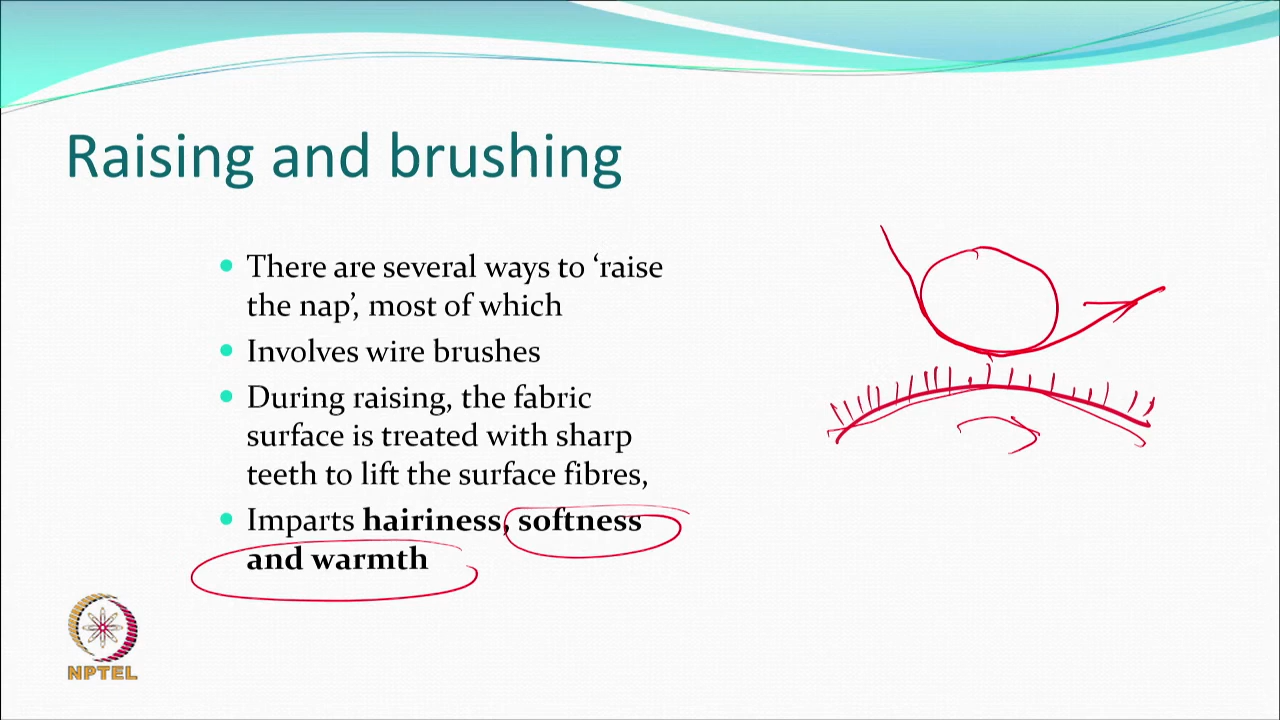 Raising and brushing
There are several ways to ‘raise
the nap’, most of which
Involves wire brushes
During raising, the fabric
surface is treated with sharp
teeth to lift the surface fibres,
Imparts hairiness, softness
and warmth
NPTEL